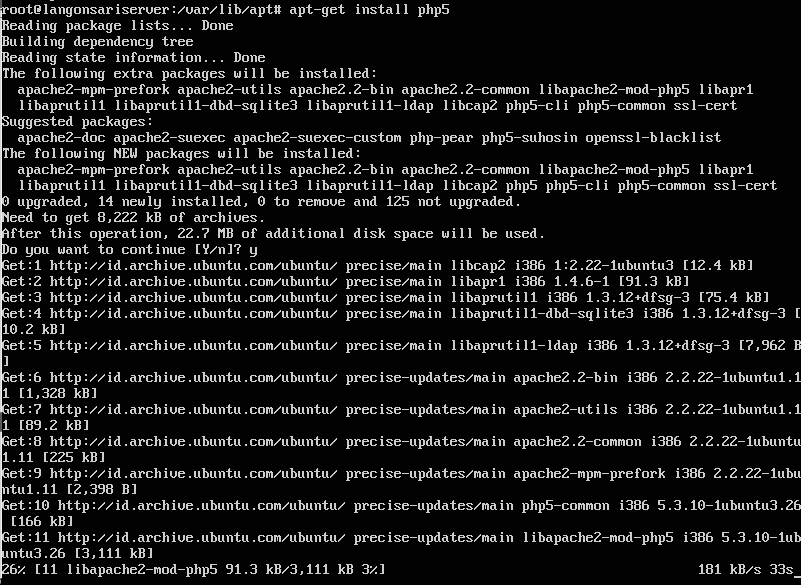 root@langonsariserver:/var/lib/apt# apt-get install php5
Reading package lists... Done
Building dependency tree
Reading state information... Done
The following extra packages will be installed:
  apache2-mpm-prefork apache2-utils apache2.2-bin apache2.2-common libapache2-mod-php5 libapr1
  libaprutil1 libaprutil1-dbd-sqlite3 libaprutil1-ldap libcap2 php5-cli php5-common ssl-cert
Suggested packages:
  apache2-doc apache2-suexec apache2-suexec-custom php-pear php5-suhosin openssl-blacklist
The following NEW packages will be installed:
  apache2-mpm-prefork apache2-utils apache2.2-bin apache2.2-common libapache2-mod-php5 libapr1
  libaprutil1 libaprutil1-dbd-sqlite3 libaprutil1-ldap libcap2 php5 php5-cli php5-common ssl-cert
0 upgraded, 14 newly installed, 0 to remove and 125 not upgraded.
Need to get 8,222 kB of archives.
After this operation, 22.7 MB of additional disk space will be used.
Do you want to continue [Y/n]? y
Get:1 http://id.archive.ubuntu.com/ubuntu/ precise/main libcap2 i386 1:2.22-1ubuntu3 [12.4 kB]
Get:2 http://id.archive.ubuntu.com/ubuntu/ precise/main libapr1 i386 1.4.6-1 [91.3 kB]
Get:3 http://id.archive.ubuntu.com/ubuntu/ precise/main libaprutil1 i386 1.3.12+dfsg-3 [75.4 kB]
Get:4 http://id.archive.ubuntu.com/ubuntu/ precise/main libaprutil1-dbd-sqlite3 i386 1.3.12+dfsg-3 [
10.2 kB]
Get:5 http://id.archive.ubuntu.com/ubuntu/ precise/main libaprutil1-ldap i386 1.3.12+dfsg-3 [7,962 B
]
Get:6 http://id.archive.ubuntu.com/ubuntu/ precise-updates/main apache2.2-bin i386 2.2.22-1ubuntu1.1
1 [1,328 kB]
Get:7 http://id.archive.ubuntu.com/ubuntu/ precise-updates/main apache2-utils i386 2.2.22-1ubuntu1.1
1 [89.2 kB]
Get:8 http://id.archive.ubuntu.com/ubuntu/ precise-updates/main apache2.2-common i386 2.2.22-1ubuntu
1.11 [225 kB]
Get:9 http://id.archive.ubuntu.com/ubuntu/ precise-updates/main apache2-mpm-prefork i386 2.2.22-1ubu
ntu1.11 [2,398 B]
Get:10 http://id.archive.ubuntu.com/ubuntu/ precise-updates/main php5-common i386 5.3.10-1ubuntu3.26
 [166 kB]
Get:11 http://id.archive.ubuntu.com/ubuntu/ precise-updates/main libapache2-mod-php5 i386 5.3.10-1ub
untu3.26 [3,111 kB]
26% [11 libapache2-mod-php5 91.3 kB/3,111 kB 3%] 181 kB/s 33s